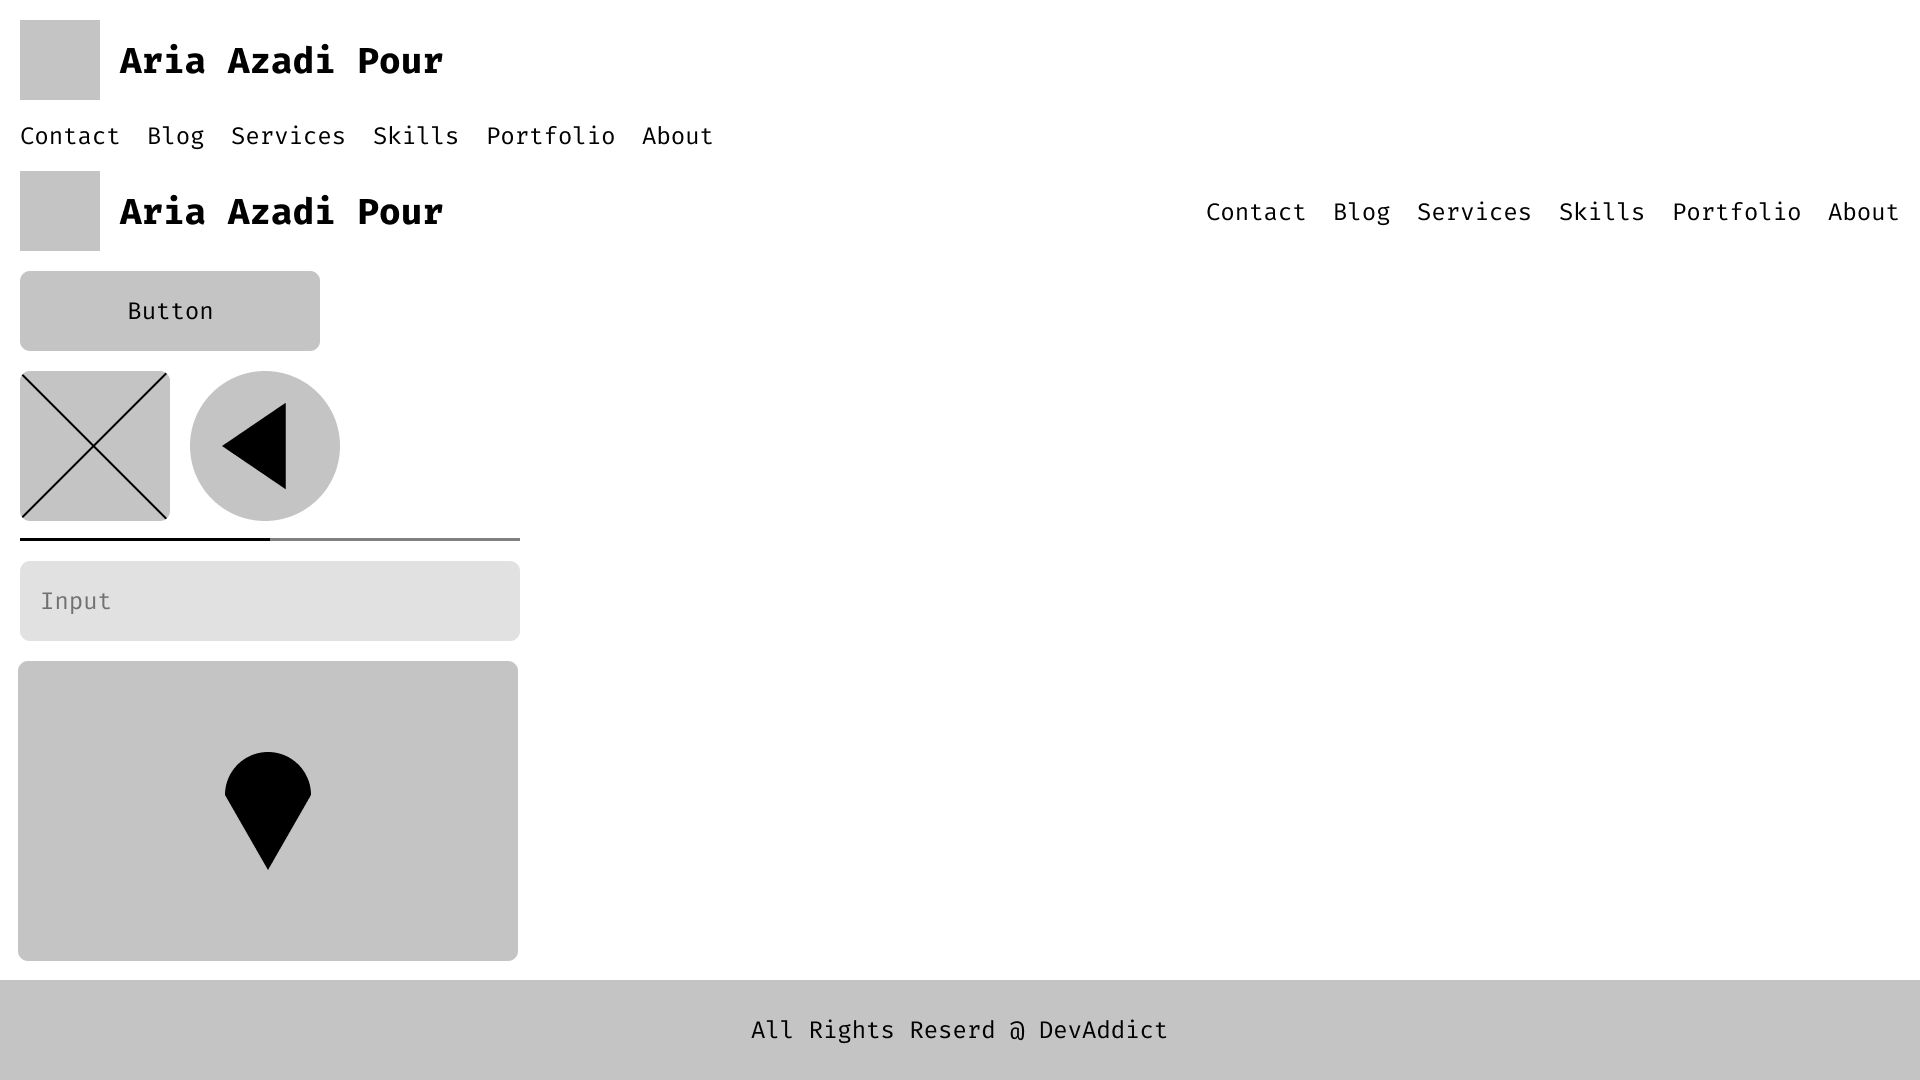 Aria Azadi Pour
Contact Blog Services Skills Portfolio About
Aria Azadi Pour Contact Blog Services Skills Portfolio About
Button
Input
All Rights Reserd @ DevAddict